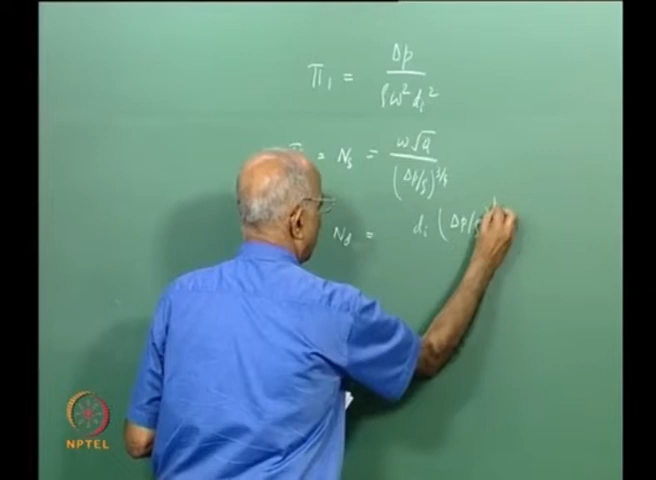 Π₁ = Δp / ρω²dᵢ²
= Nₛ = ω√Q / (Δp/ρ)^3/4
N_d = dᵢ (Δp/ρ)
NPTEL